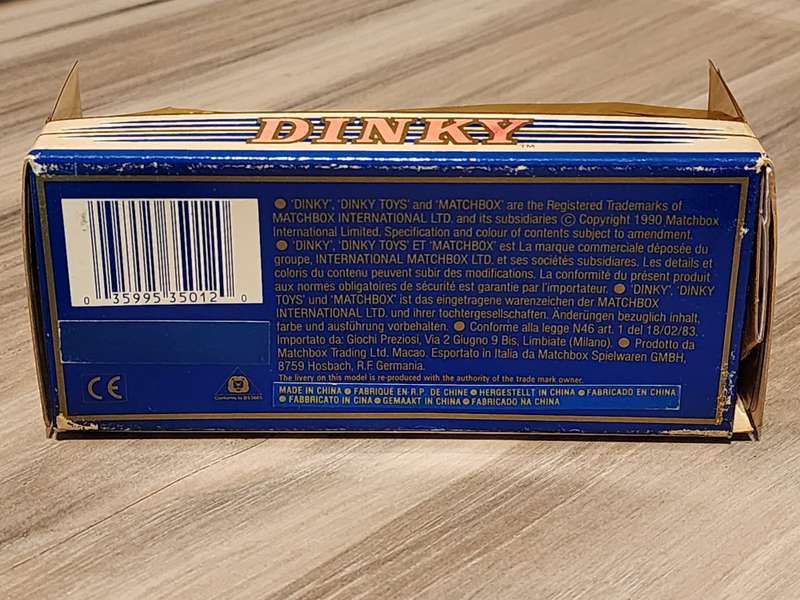 DINKY™
● 'DINKY', 'DINKY TOYS' and 'MATCHBOX' are the Registered Trademarks of
MATCHBOX INTERNATIONAL LTD. and its subsidiaries © Copyright 1990 Matchbox
International Limited. Specification and colour of contents subject to amendment.
● 'DINKY', 'DINKY TOYS' ET 'MATCHBOX' est La marque commerciale déposée du
groupe, INTERNATIONAL MATCHBOX LTD. et ses sociétés subsidiares. Les details et
coloris du contenu peuvent subir des modifications. La conformité du présent produit
aux normes obligatoires de sécurité est garantie par l'importateur. ● 'DINKY', 'DINKY
TOYS' und 'MATCHBOX' ist das eingetragene warenzeichen der MATCHBOX
INTERNATIONAL LTD. und ihrer tochtergesellschaften. Änderungen bezuglich inhalt,
farbe und ausführung vorbehalten. ● Conforme alla legge N46 art. 1 del 18/02/83.
Importato da: Giochi Preziosi, Via 2 Giugno 9 Bis, Limbiate (Milano). ● Prodotto da
Matchbox Trading Ltd. Macao. Esportato in Italia da Matchbox Spielwaren GMBH,
8759 Hosbach, R.F. Germania.
The livery on this model is re-produced with the authority of the trade mark owner.
MADE IN CHINA ● FABRIQUE EN R.P. DE CHINE ● HERGESTELLT IN CHINA ● FABRICADO EN CHINA
● FABBRICATO IN CINA ● GEMAAKT IN CHINA ● FABRICADO NA CHINA
0 35995 35012 0
CE
Conforms to BS 5665